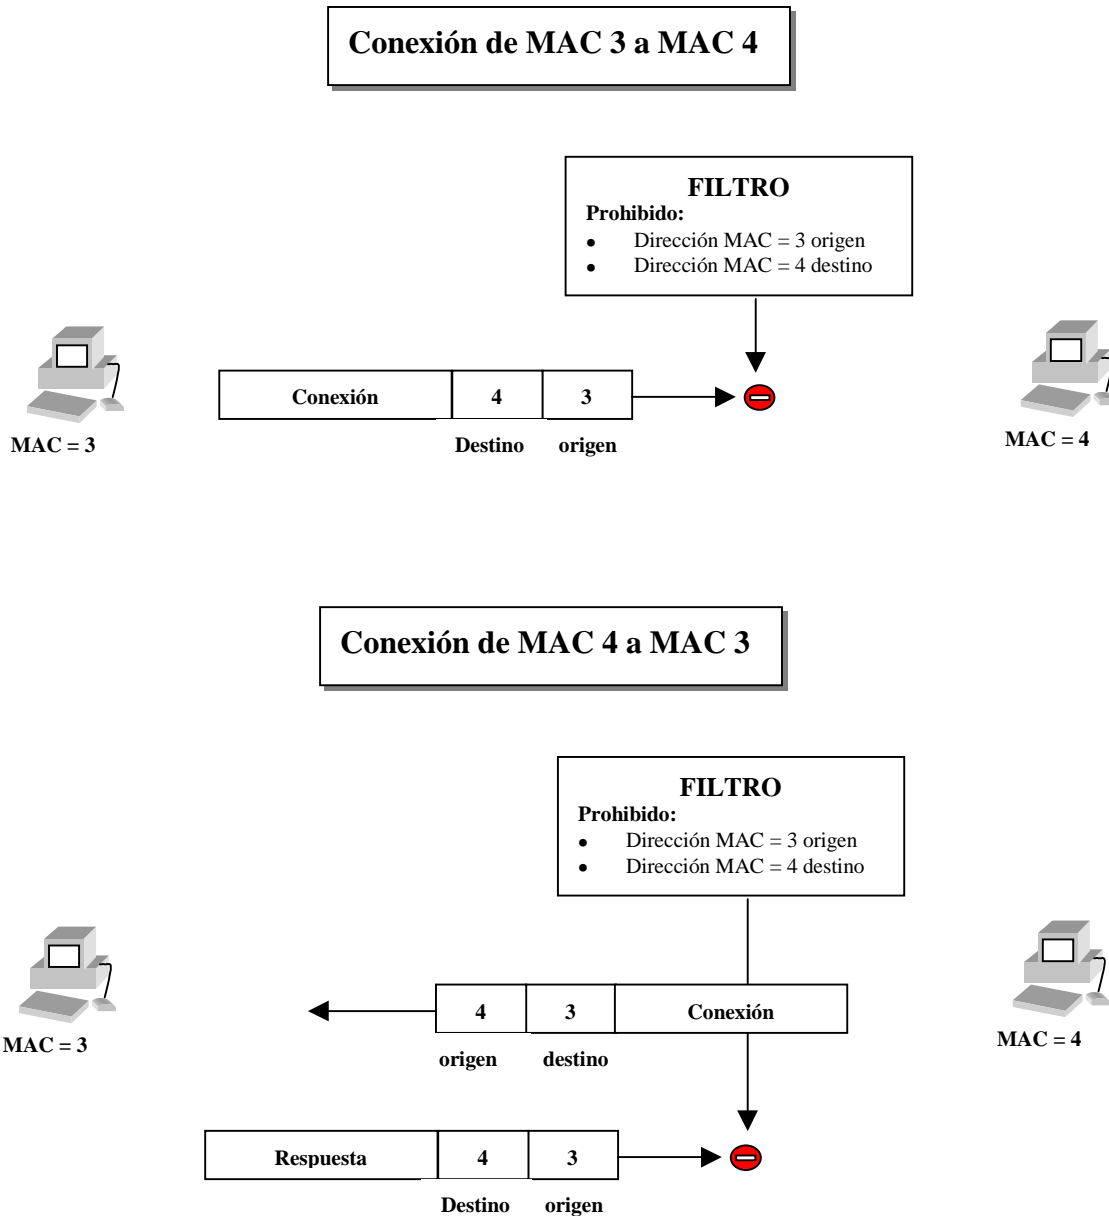 Conexión de MAC 3 a MAC 4
FILTRO
Prohibido:
• Dirección MAC = 3 origen
• Dirección MAC = 4 destino
Conexión 4 3
MAC = 3
Destino origen
MAC = 4
Conexión de MAC 4 a MAC 3
FILTRO
Prohibido:
• Dirección MAC = 3 origen
• Dirección MAC = 4 destino
4 3 Conexión
MAC = 3
origen destino
MAC = 4
Respuesta 4 3
Destino origen